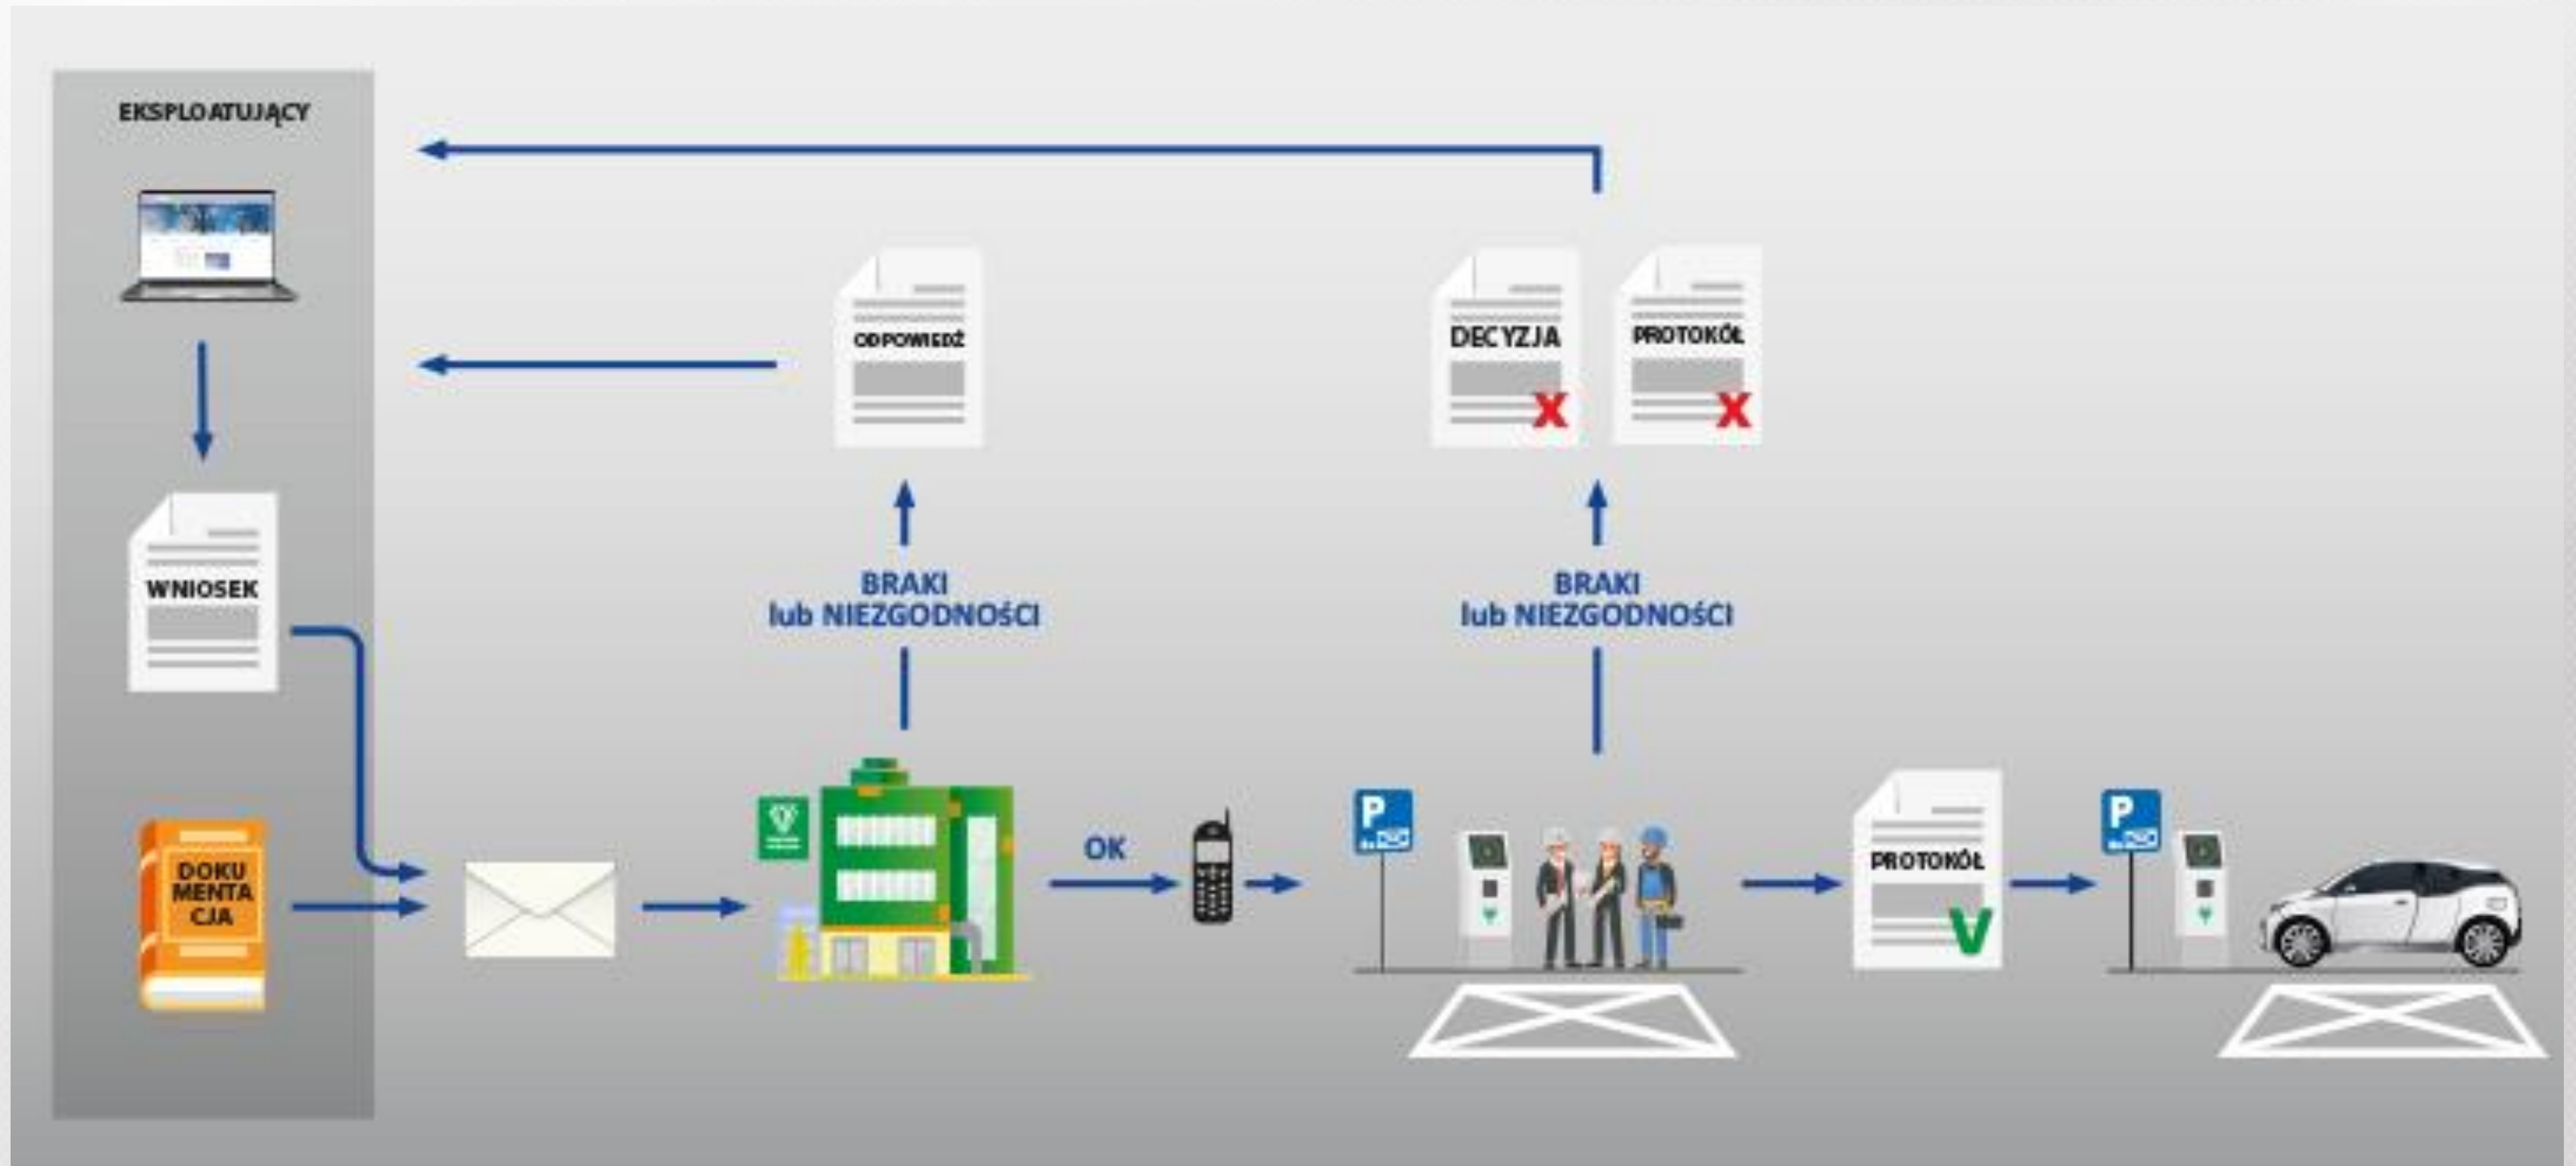 EKSPLOATUJĄCY
ODPOWIEDŹ
DECYZJA
PROTOKÓŁ
X
X
WNIOSEK
BRAKI
lub NIEZGODNOśCI
BRAKI
lub NIEZGODNOśCI
DOKU
MENTA
CJA
OK
P
PROTOKÓŁ
V
P